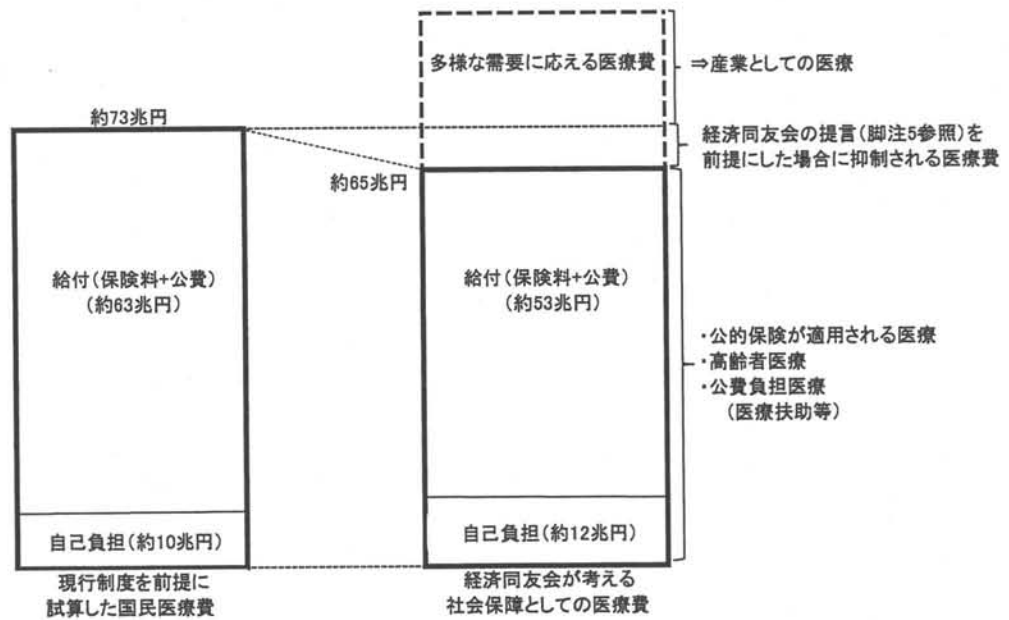 多様な需要に応える医療費
⇒産業としての医療
約73兆円
経済同友会の提言(脚注5参照)を
前提にした場合に抑制される医療費
約65兆円
給付(保険料+公費)
(約63兆円)
給付(保険料+公費)
(約53兆円)
・公的保険が適用される医療
・高齢者医療
・公費負担医療
(医療扶助等)
自己負担(約10兆円)
自己負担(約12兆円)
現行制度を前提に
試算した国民医療費
経済同友会が考える
社会保障としての医療費